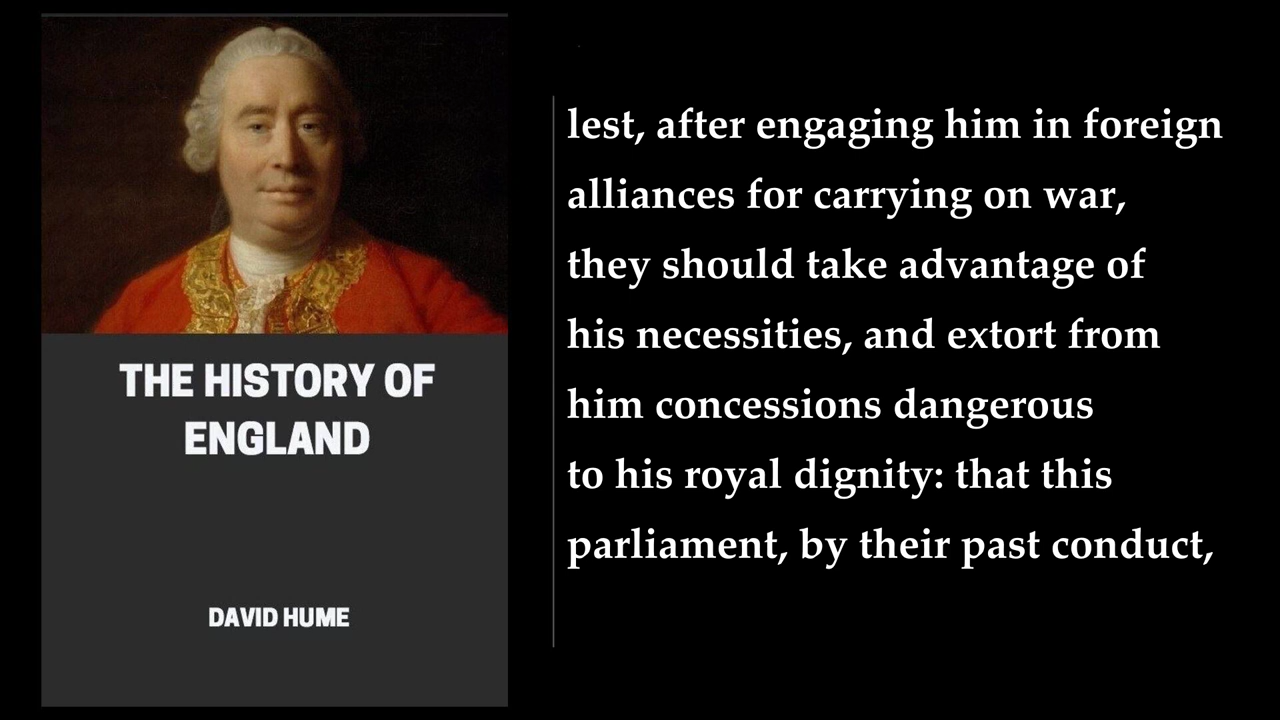 THE HISTORY OF
ENGLAND
DAVID HUME
lest, after engaging him in foreign
alliances for carrying on war,
they should take advantage of
his necessities, and extort from
him concessions dangerous
to his royal dignity: that this
parliament, by their past conduct,